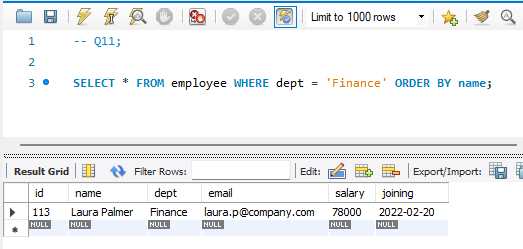 Limit to 1000 rows
1 -- Q11;
2
3 SELECT * FROM employee WHERE dept = 'Finance' ORDER BY name;
Result Grid Filter Rows: Edit: Export/Import:
id name dept email salary joining
113 Laura Palmer Finance laura.p@company.com 78000 2022-02-20
NULL NULL NULL NULL NULL NULL